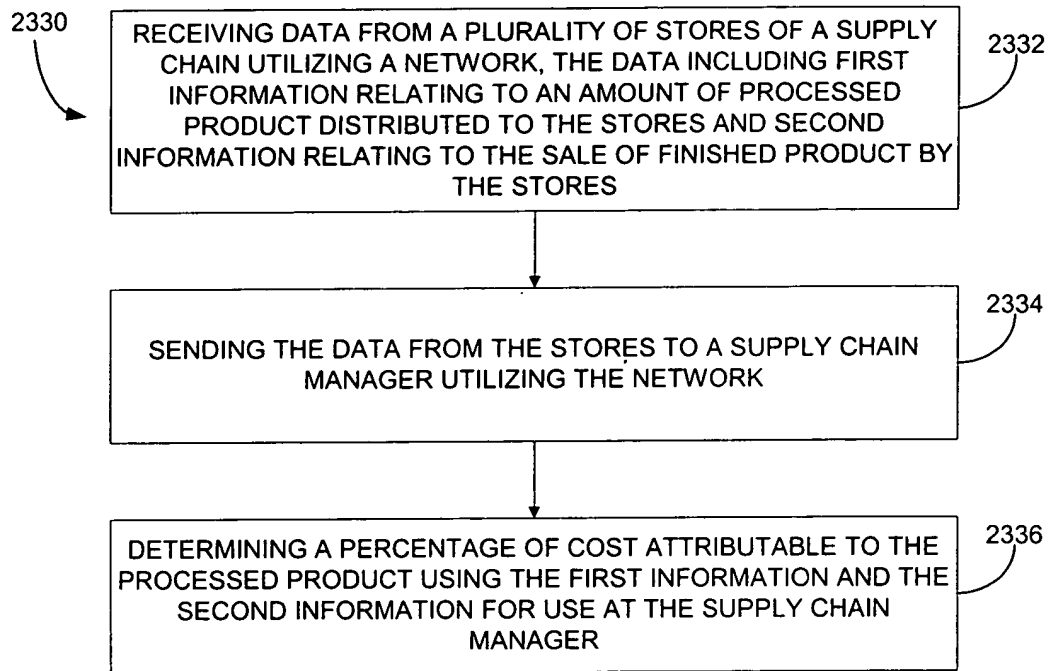 2330
RECEIVING DATA FROM A PLURALITY OF STORES OF A SUPPLY
CHAIN UTILIZING A NETWORK, THE DATA INCLUDING FIRST
INFORMATION RELATING TO AN AMOUNT OF PROCESSED
PRODUCT DISTRIBUTED TO THE STORES AND SECOND
INFORMATION RELATING TO THE SALE OF FINISHED PRODUCT BY
THE STORES
2332
SENDING THE DATA FROM THE STORES TO A SUPPLY CHAIN
MANAGER UTILIZING THE NETWORK
2334
DETERMINING A PERCENTAGE OF COST ATTRIBUTABLE TO THE
PROCESSED PRODUCT USING THE FIRST INFORMATION AND THE
SECOND INFORMATION FOR USE AT THE SUPPLY CHAIN
MANAGER
2336